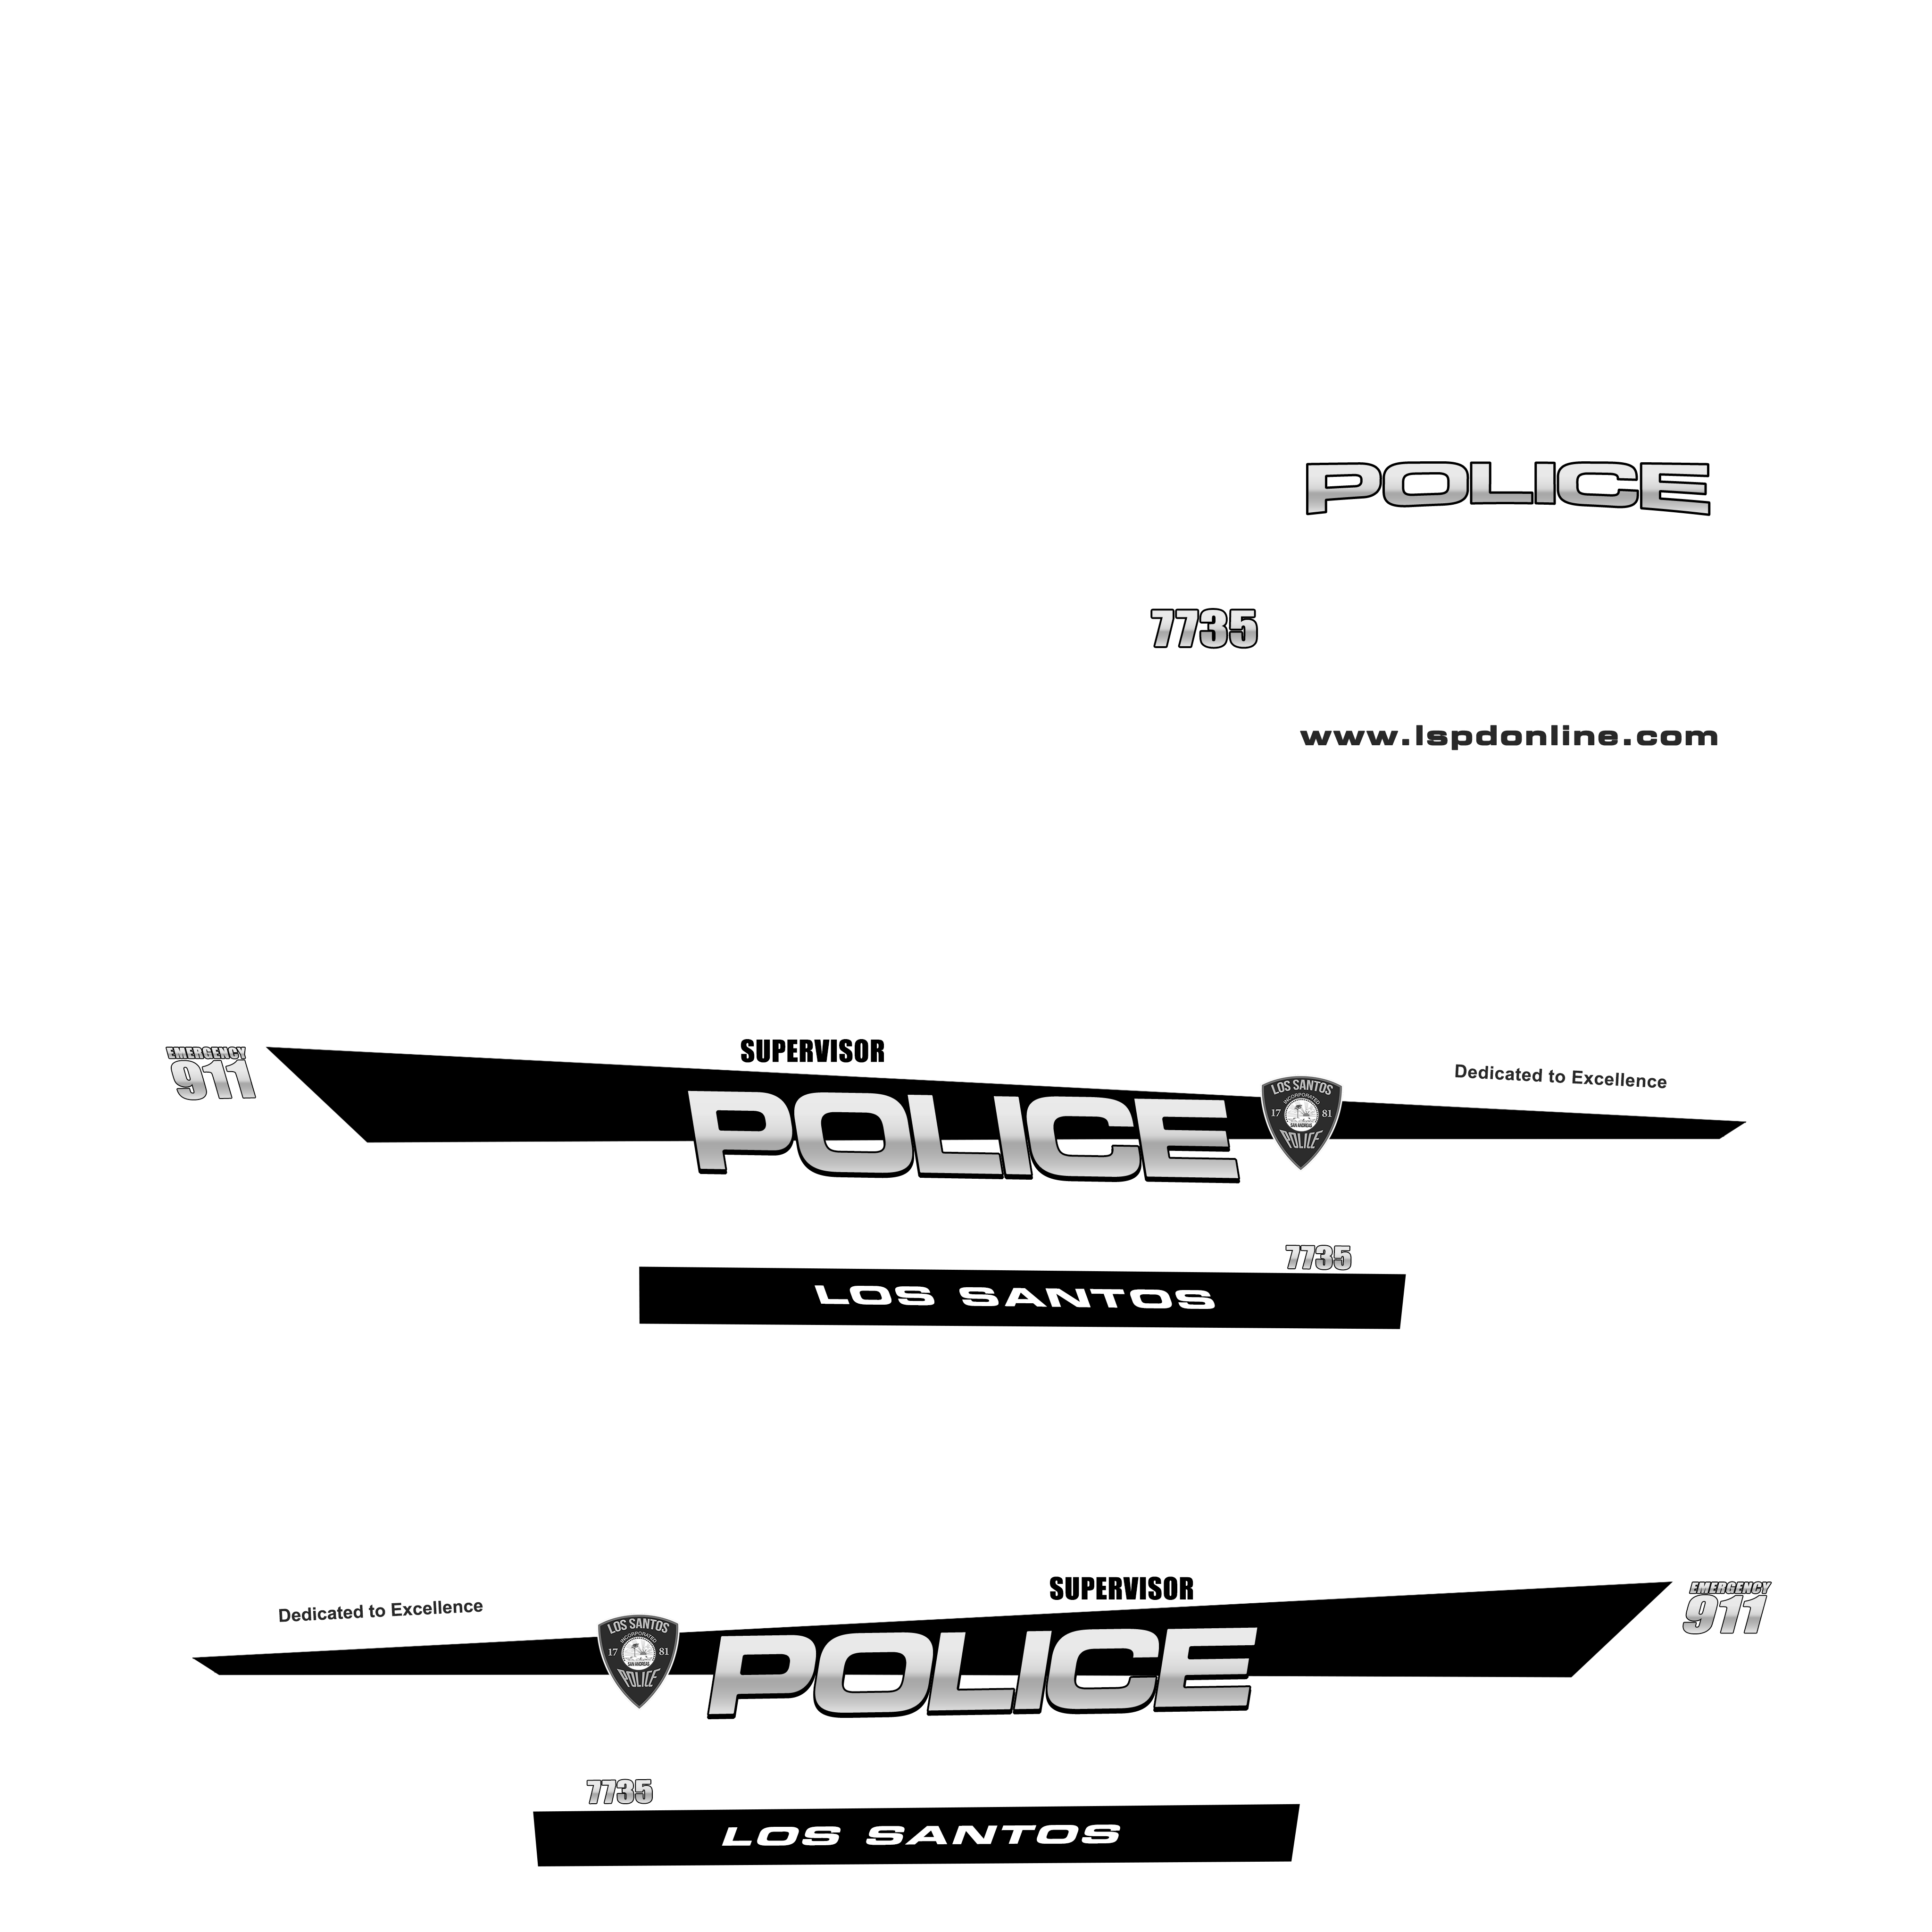 POLICE
7735
www.lspdonline.com
SUPERVISOR
EMERGENCY
911
Dedicated to Excellence
POLICE
LOS SANTOS
INCORPORATED
17 81
SAN ANDREAS
POLICE
7735
LOS SANTOS
SUPERVISOR
EMERGENCY
911
Dedicated to Excellence
LOS SANTOS
INCORPORATED
17 81
SAN ANDREAS
POLICE
POLICE
7735
LOS SANTOS